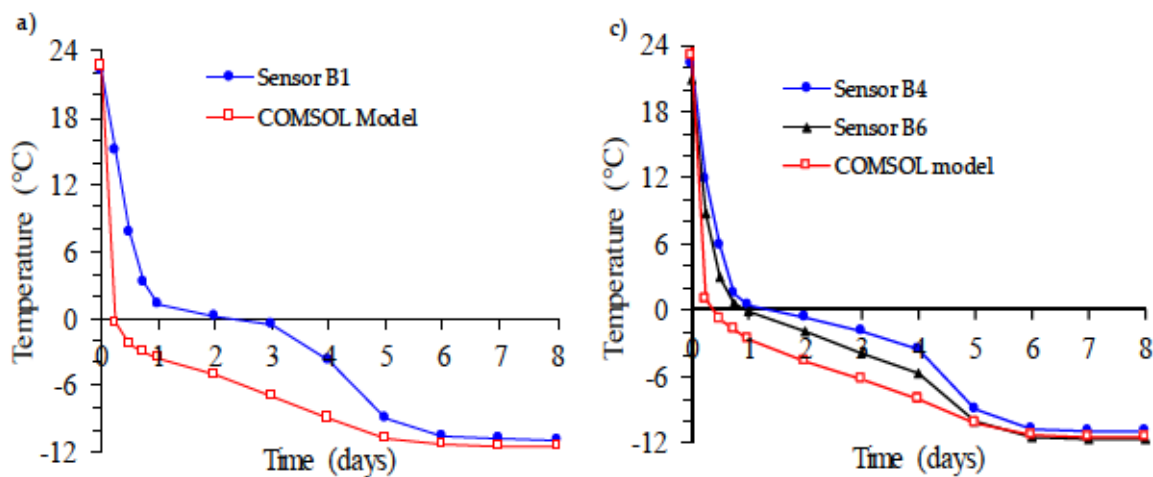 a)
24
18
12
6
0
-6
-12
Temperature (°C)
Sensor B1
COMSOL Model
0 1 2 3 4 5 6 7 8
Time (days)
c)
24
18
12
6
0
-6
-12
Temperature (°C)
Sensor B4
Sensor B6
COMSOL model
0 1 2 3 4 5 6 7 8
Time (days)